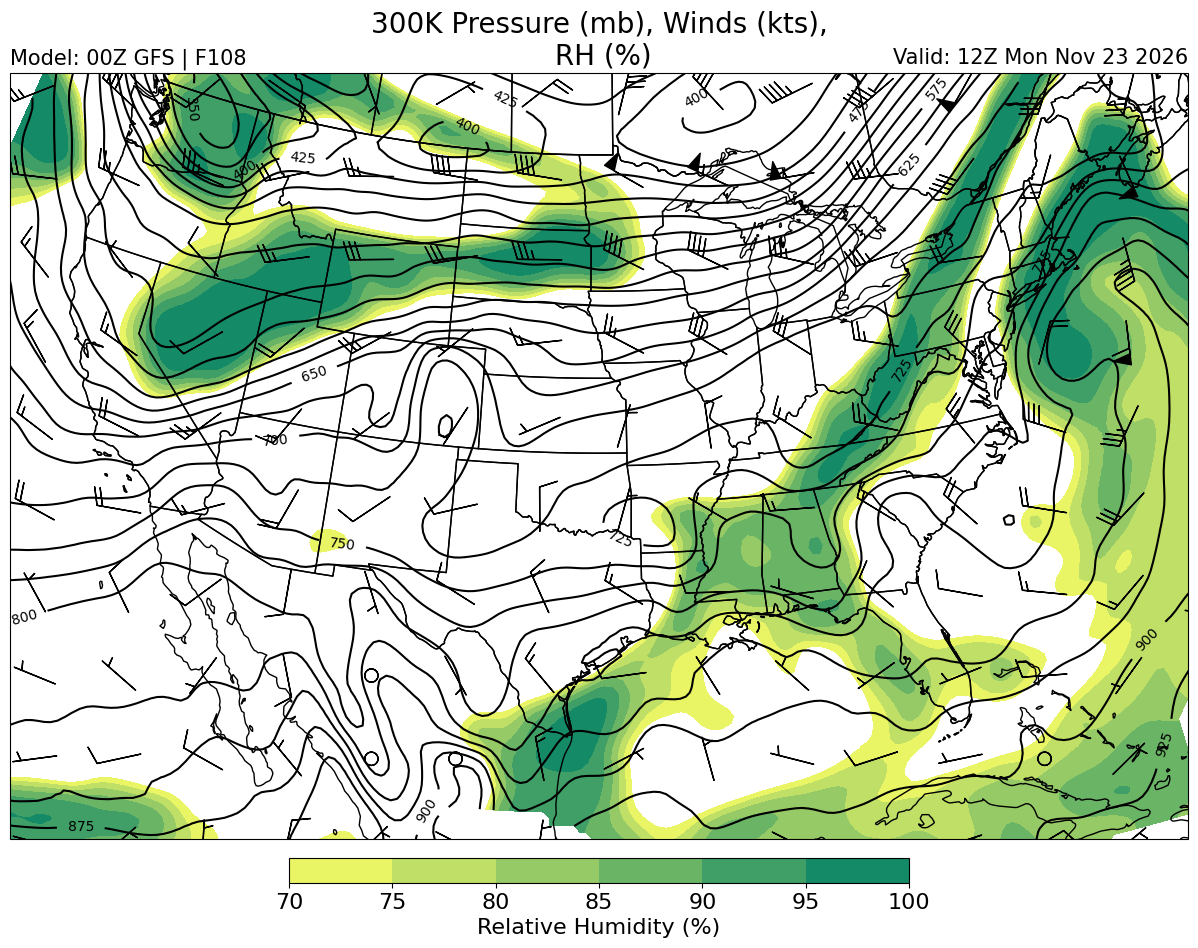 300K Pressure (mb), Winds (kts),
RH (%)
Model: 00Z GFS | F108
Valid: 12Z Mon Nov 23 2026
425
400
575
400
625
425
400
650
725
700
725
750
800
900
925
900
875
70 75 80 85 90 95 100
Relative Humidity (%)